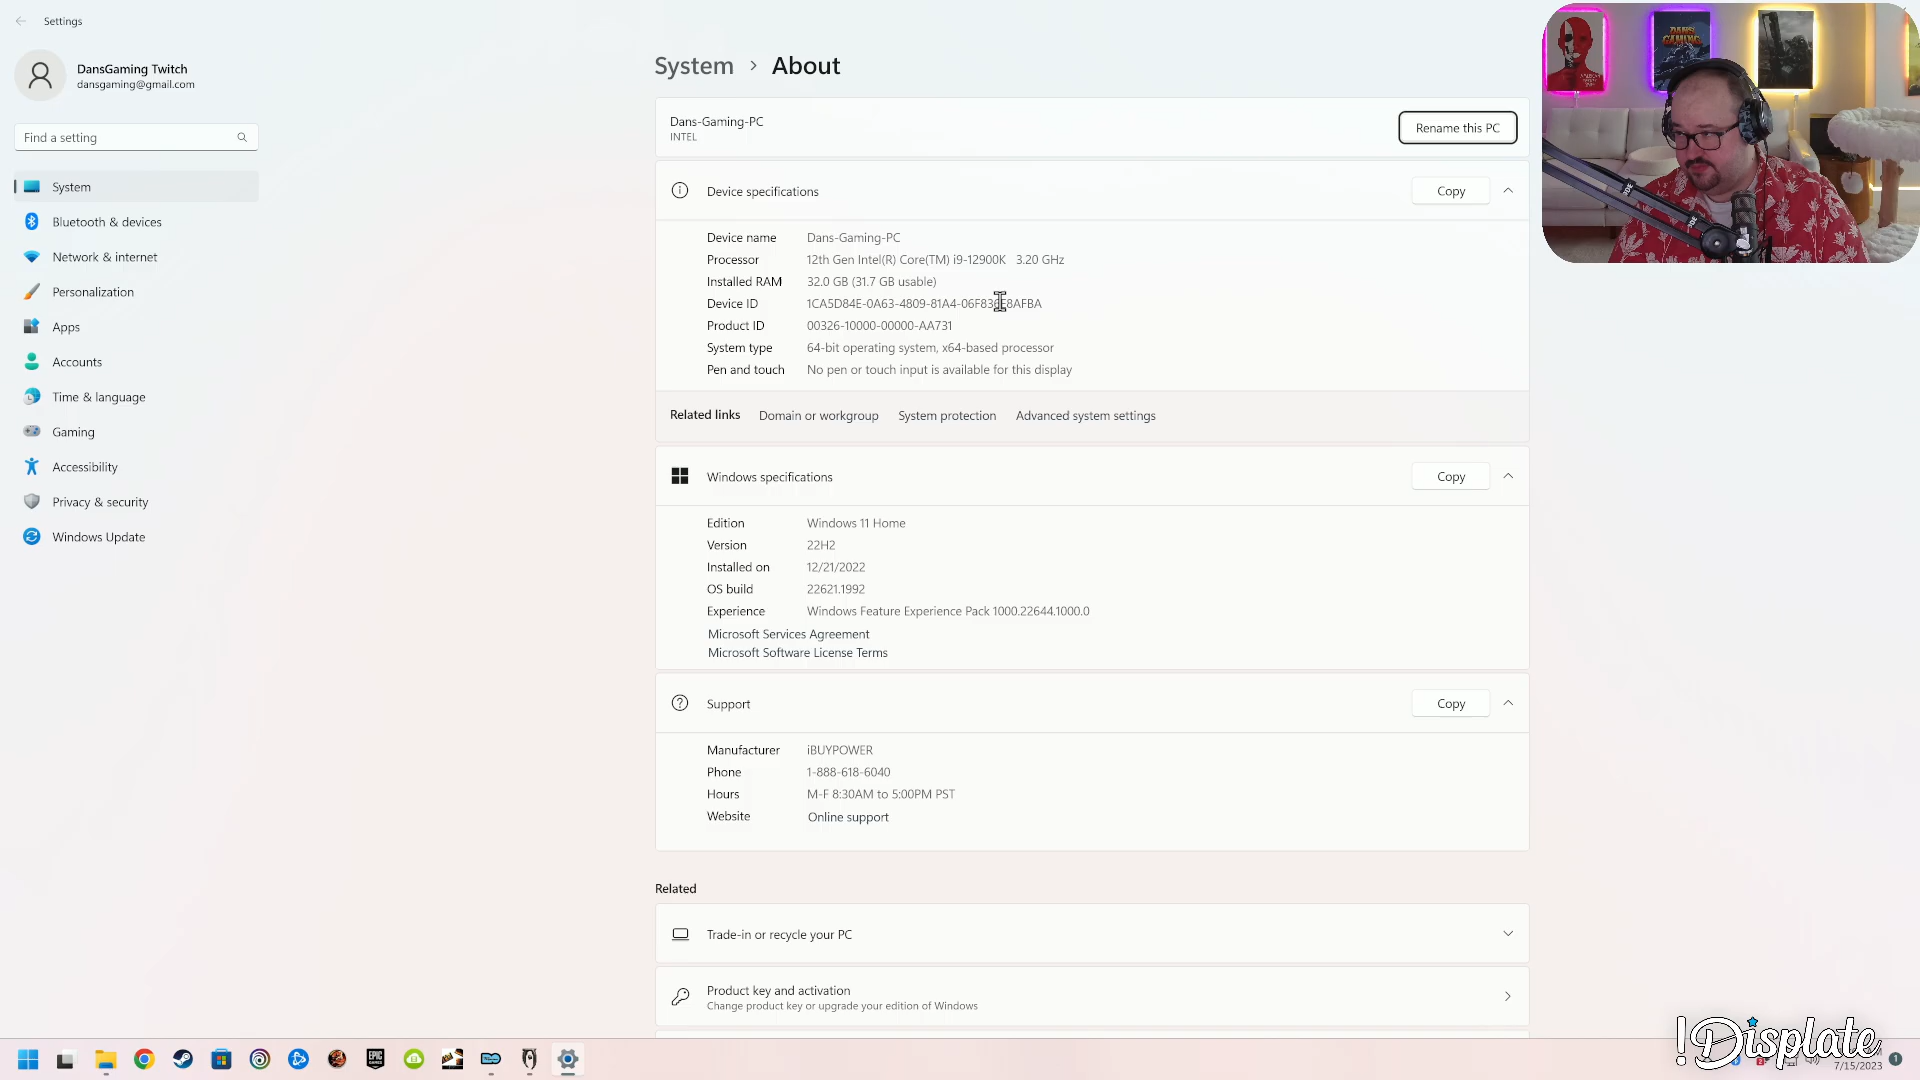 Settings
DansGaming Twitch
dansgaming@gmail.com
Find a setting
System
Bluetooth & devices
Network & internet
Personalization
Apps
Accounts
Time & language
Gaming
Accessibility
Privacy & security
Windows Update
System > About
Dans-Gaming-PC
INTEL
Rename this PC
Device specifications
Copy
Device name Dans-Gaming-PC
Processor 12th Gen Intel(R) Core(TM) i9-12900K 3.20 GHz
Installed RAM 32.0 GB (31.7 GB usable)
Device ID
Product ID 00326-10000-00000-AA731
System type 64-bit operating system, x64-based processor
Pen and touch No pen or touch input is available for this display
Related links Domain or workgroup System protection Advanced system settings
Windows specifications
Copy
Edition Windows 11 Home
Version 22H2
Installed on 12/21/2022
OS build 22621.1992
Experience Windows Feature Experience Pack 1000.22644.1000.0
Microsoft Services Agreement
Microsoft Software License Terms
Support
Copy
Manufacturer iBUYPOWER
Phone 1-888-618-6040
Hours M-F 8:30AM to 5:00PM PST
Website Online support
Related
Trade-in or recycle your PC
Product key and activation
Change product key or upgrade your edition of Windows
DANS GAMING
RODE
RODE
EPIC GAMES
!Displate
7/15/2023
1